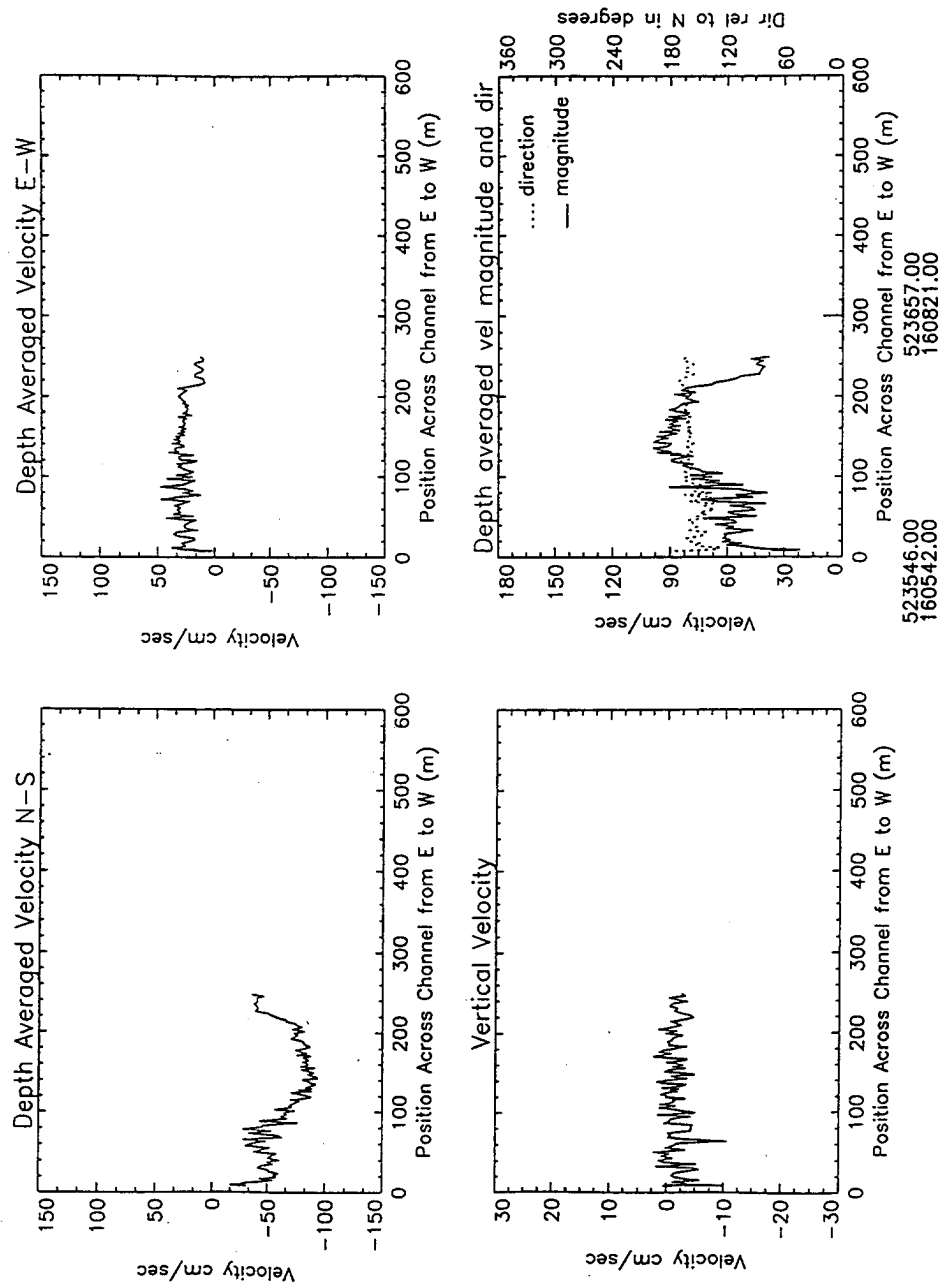 Depth Averaged Velocity N-S
150
100
50
0
-50
-100
-150
Velocity cm/sec
0 100 200 300 400 500 600
Position Across Channel from E to W (m)
Depth Averaged Velocity E-W
150
100
50
0
-50
-100
-150
Velocity cm/sec
0 100 200 300 400 500 600
Position Across Channel from E to W (m)
Vertical Velocity
30
20
10
0
-10
-20
-30
Velocity cm/sec
0 100 200 300 400 500 600
Position Across Channel from E to W (m)
Depth averaged vel magnitude and dir
180
150
120
90
60
30
Velocity cm/sec
360
300
240
180
120
60
0
Dir rel to N in degrees
direction
magnitude
0 100 200 300 400 500 600
Position Across Channel from E to W (m)
523546.00 523657.00
160542.00 160821.00